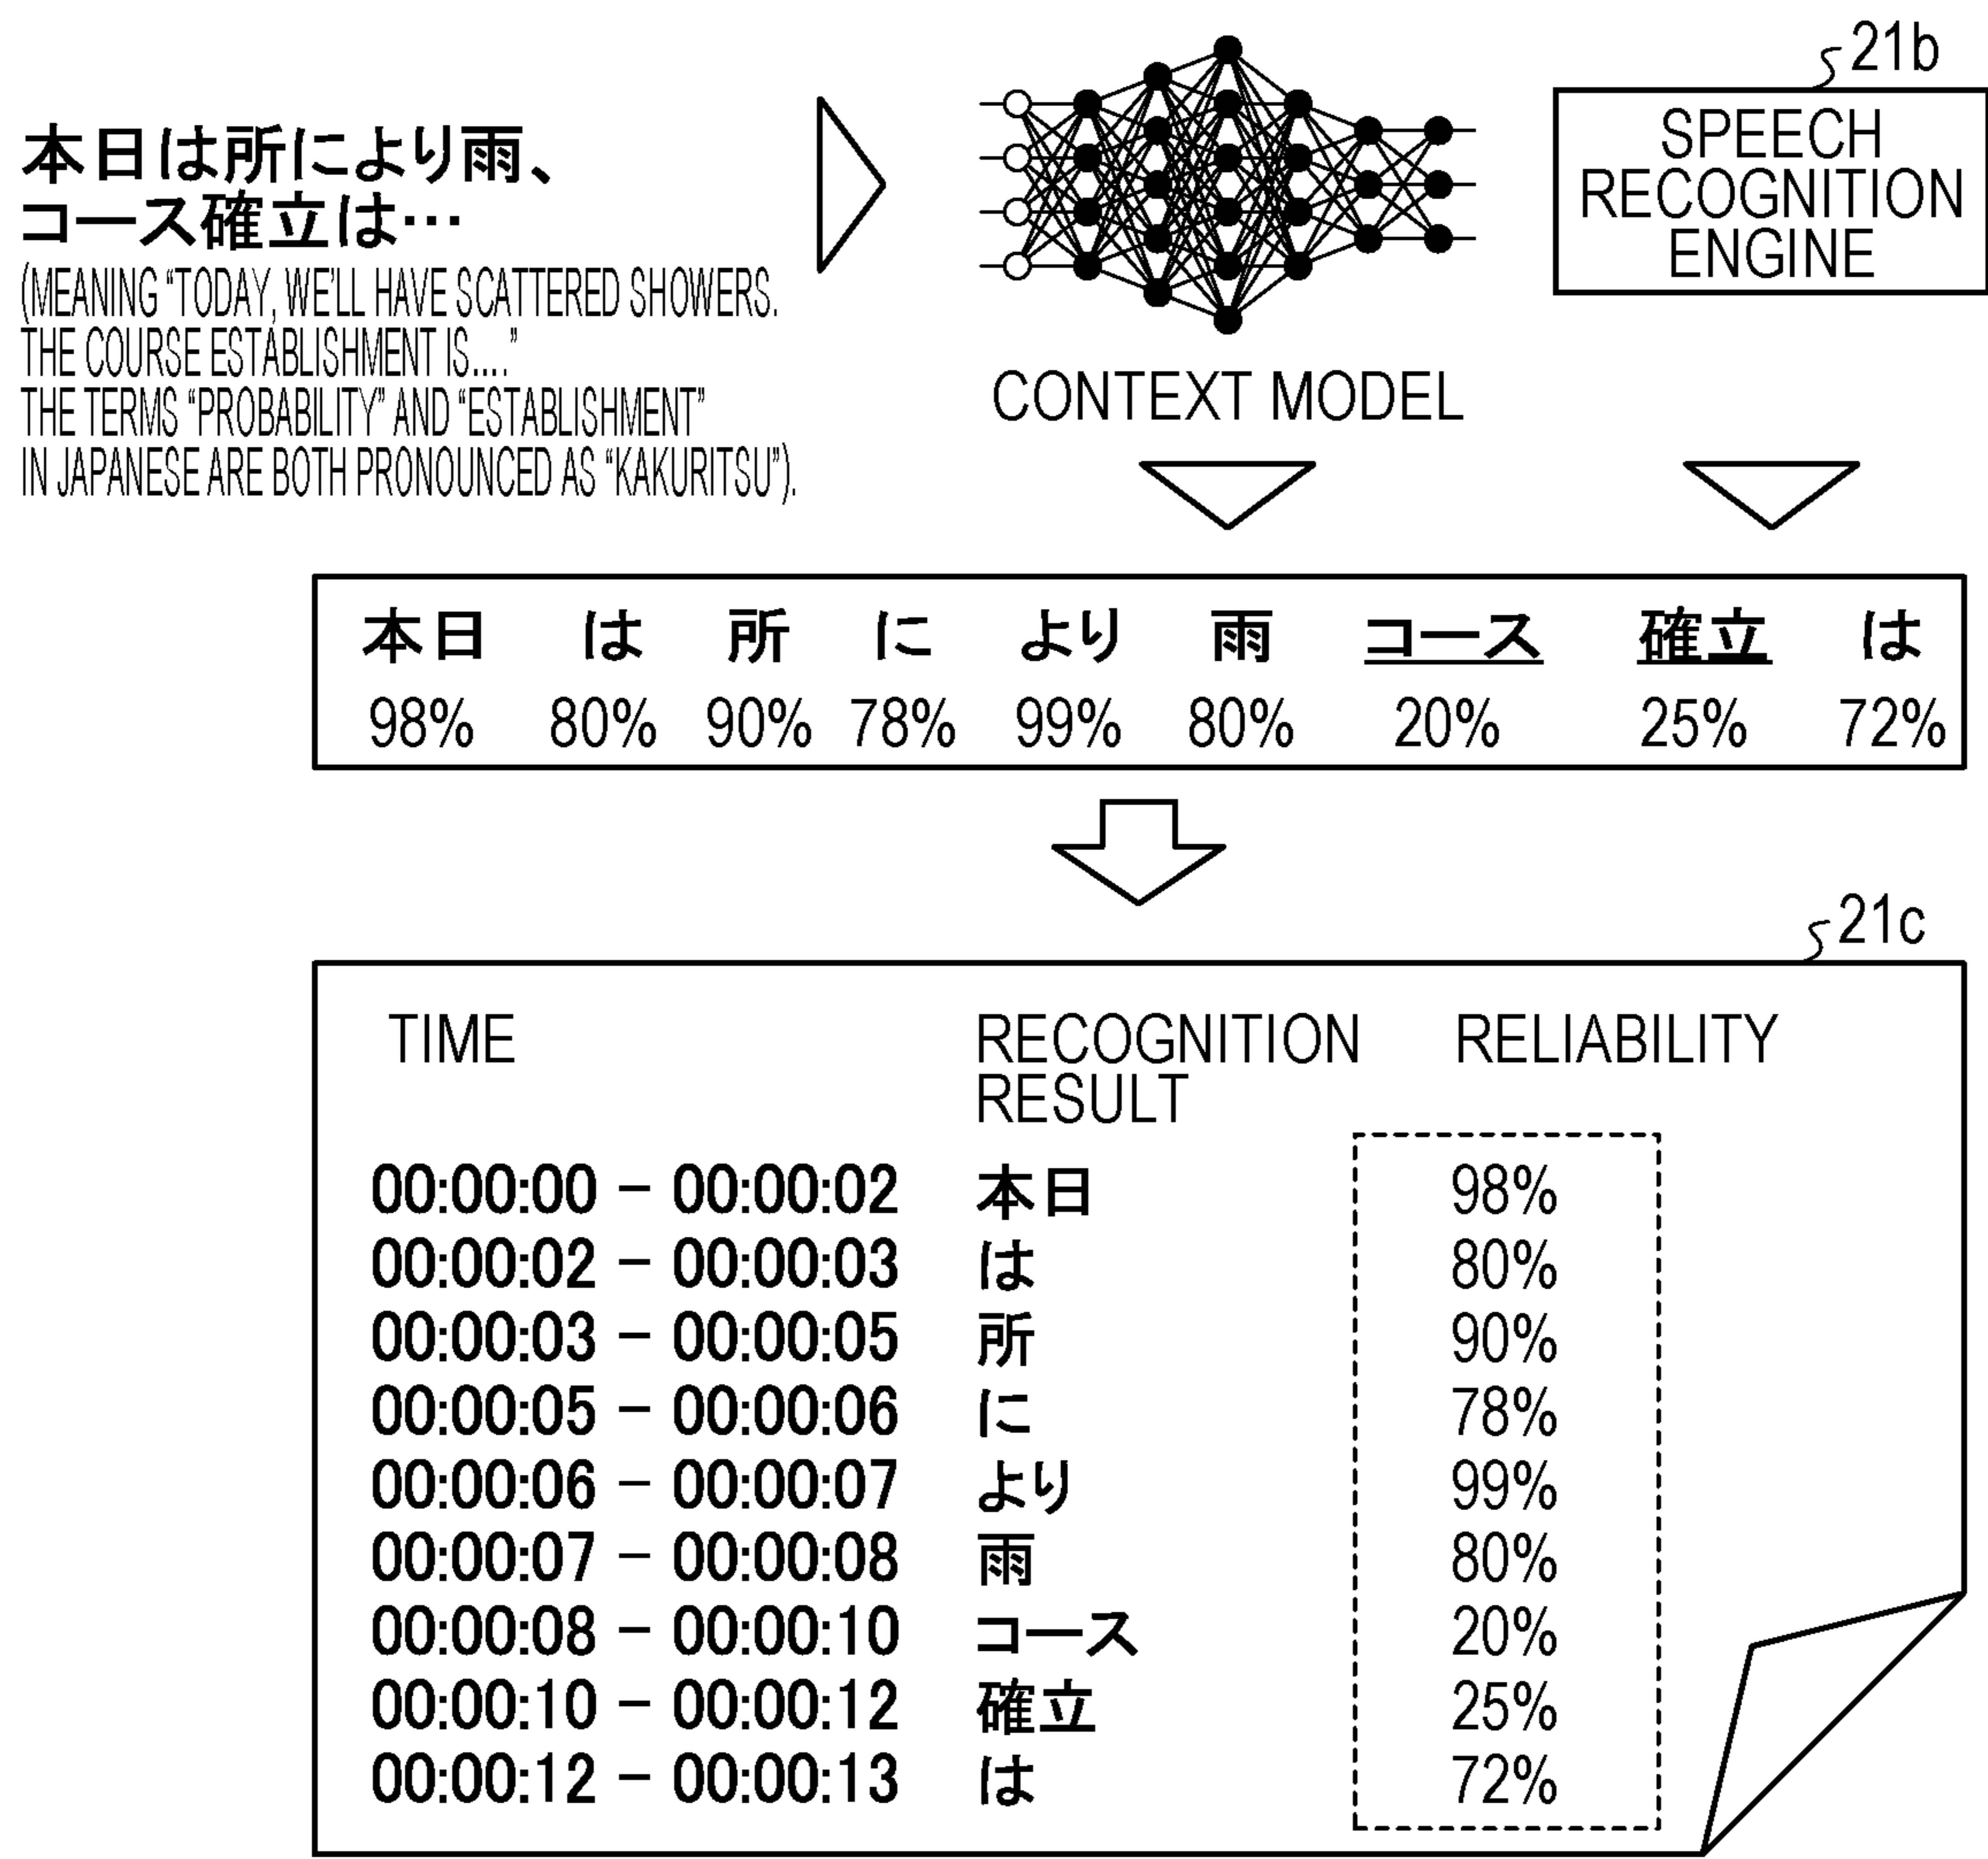 本日は所により雨、
コース確立は…
(MEANING “TODAY, WE’LL HAVE SCATTERED SHOWERS.
THE COURSE ESTABLISHMENT IS....”
THE TERMS “PROBABILITY” AND “ESTABLISHMENT”
IN JAPANESE ARE BOTH PRONOUNCED AS “KAKURITSU”).
CONTEXT MODEL
21b
SPEECH
RECOGNITION
ENGINE
本日 は 所 に より 雨 コース 確立 は
98% 80% 90% 78% 99% 80% 20% 25% 72%
21c
TIME RECOGNITION RELIABILITY
RESULT
00:00:00 – 00:00:02 本日 98%
00:00:02 – 00:00:03 は 80%
00:00:03 – 00:00:05 所 90%
00:00:05 – 00:00:06 に 78%
00:00:06 – 00:00:07 より 99%
00:00:07 – 00:00:08 雨 80%
00:00:08 – 00:00:10 コース 20%
00:00:10 – 00:00:12 確立 25%
00:00:12 – 00:00:13 は 72%